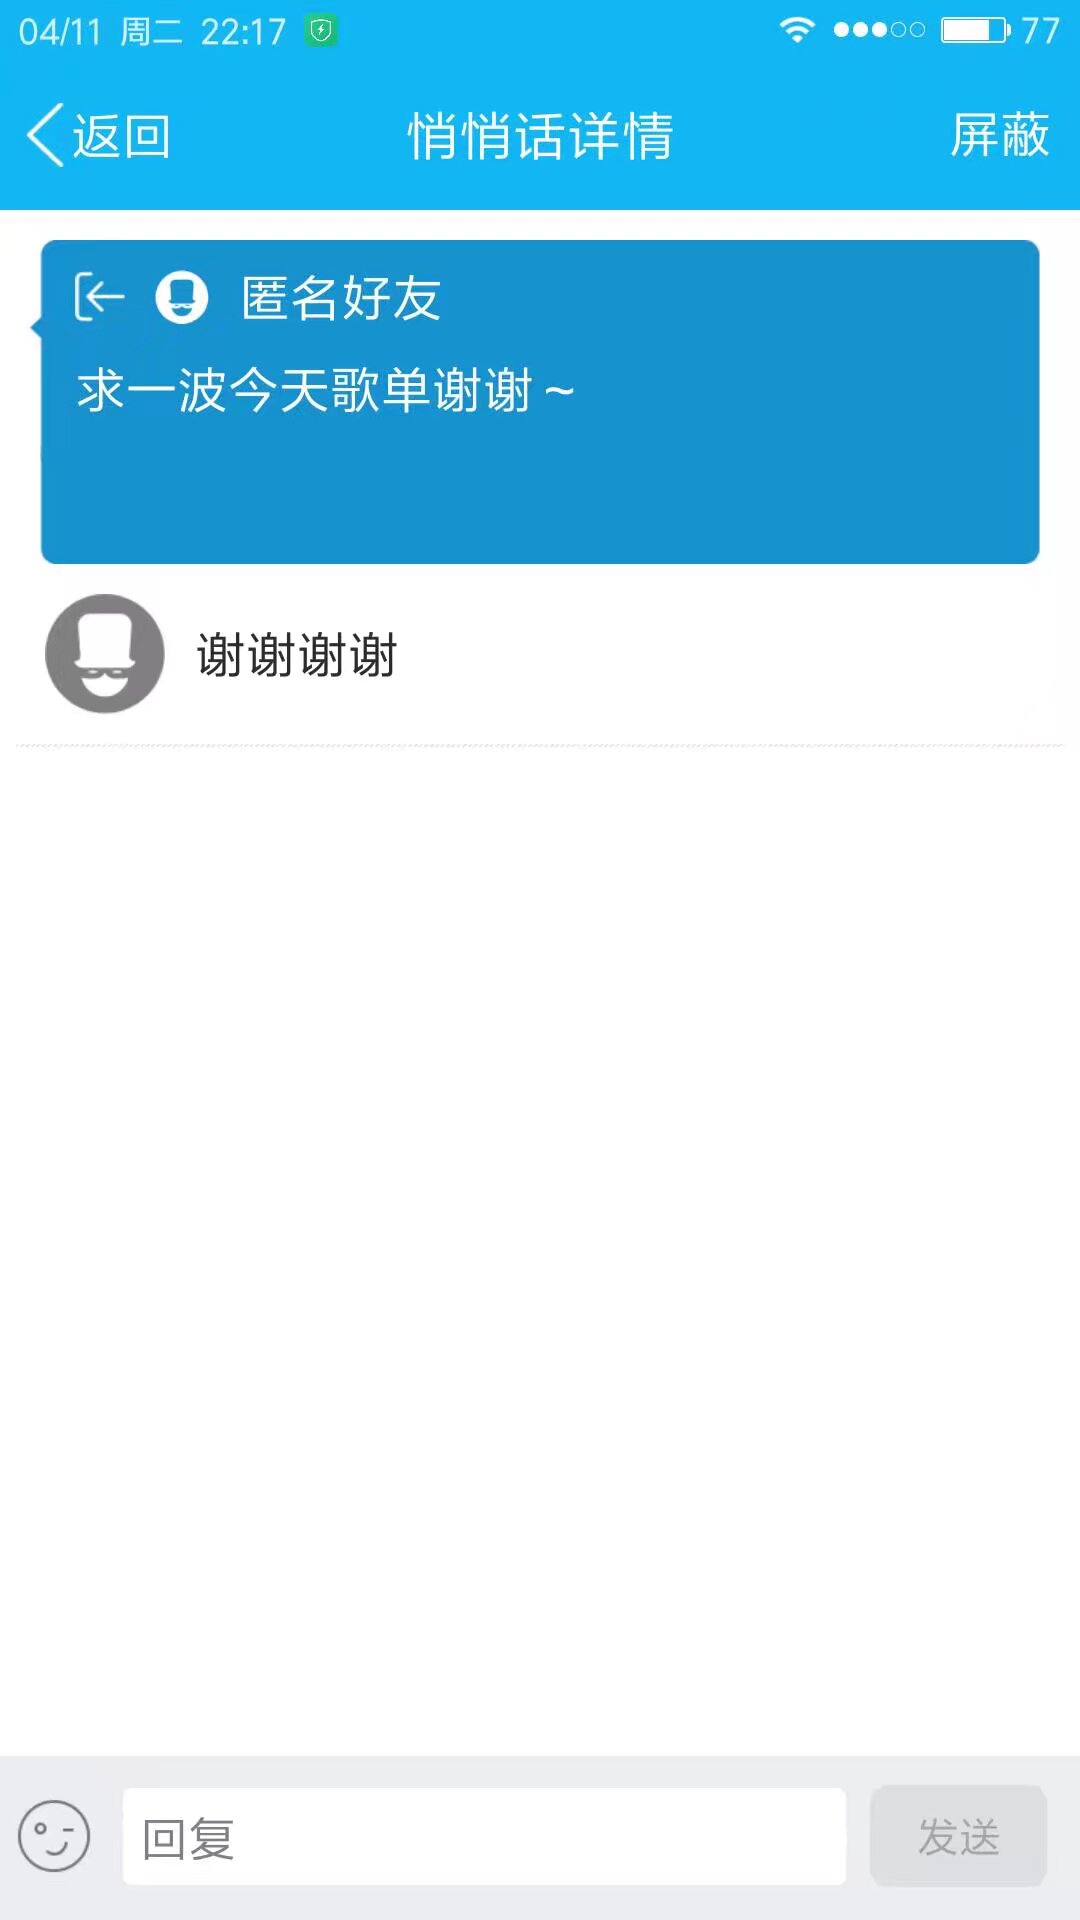 04/11 周二 22:17 77
返回 悄悄话详情 屏蔽
匿名好友
求一波今天歌单谢谢～
谢谢谢谢
回复 发送